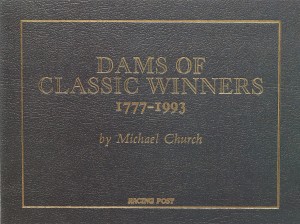 DAMS OF
CLASSIC WINNERS
1777-1993
by Michael Church
RACING POST